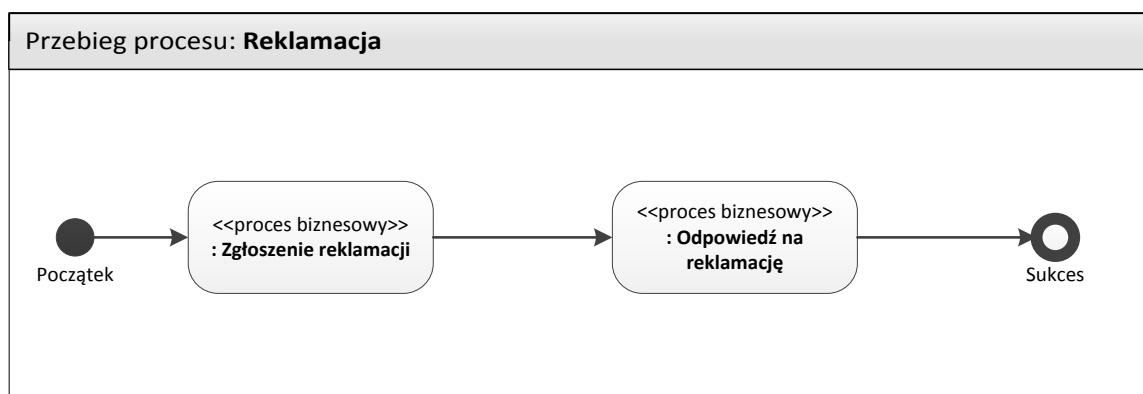 Przebieg procesu: Reklamacja
<<proces biznesowy>>
: Zgłoszenie reklamacji
<<proces biznesowy>>
: Odpowiedź na
reklamację
Początek
Sukces